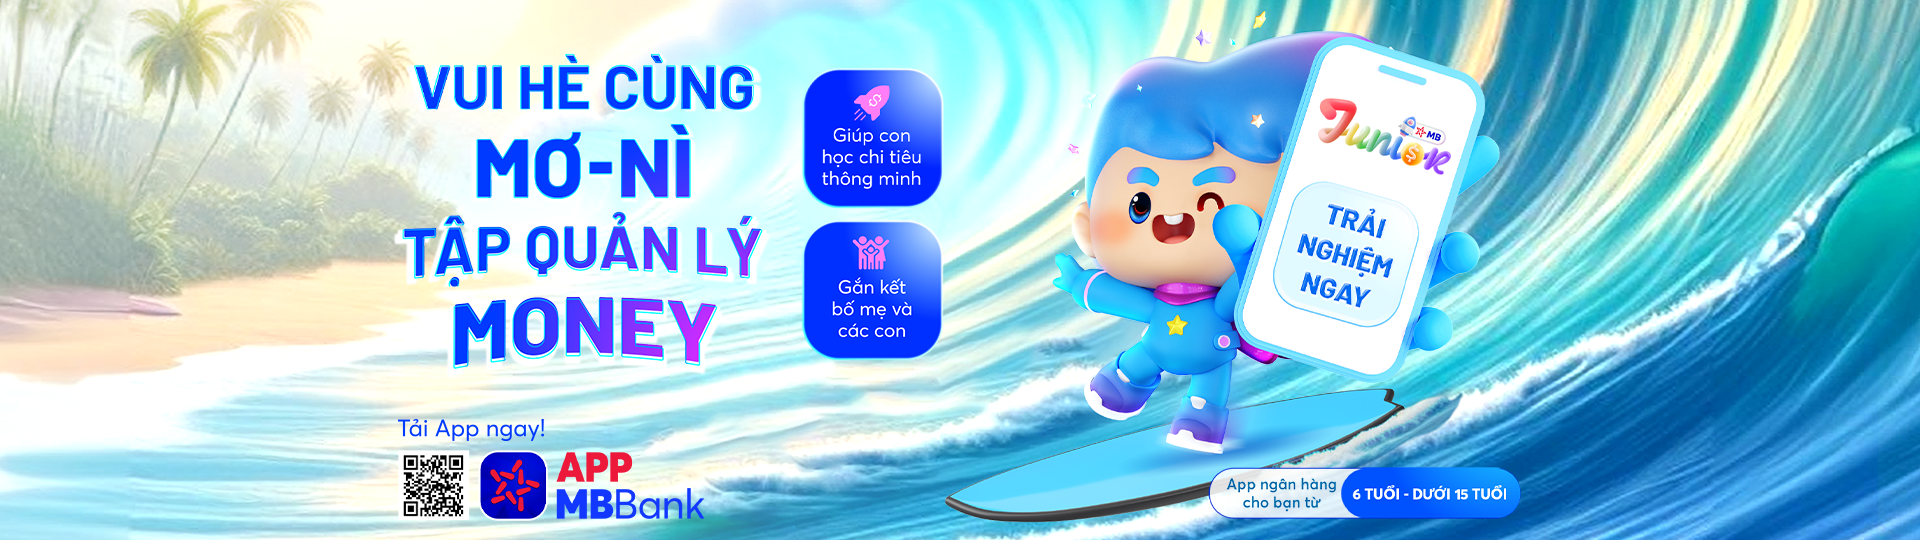 VUI HÈ CÙNG
MƠ-NÌ
TẬP QUẢN LÝ
MONEY
Giúp con
học chi tiêu
thông minh
Gắn kết
bố mẹ và
các con
Tải App ngay!
APP
MBBank
MB
Junior
TRẢI
NGHIỆM
NGAY
App ngân hàng
cho bạn từ
6 TUỔI - DƯỚI 15 TUỔI